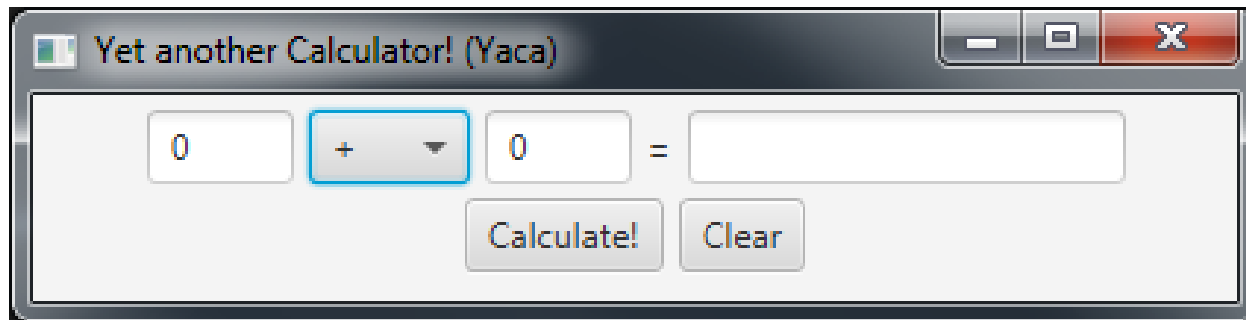 Yet another Calculator! (Yaca)
0 + 0 =
Calculate! Clear